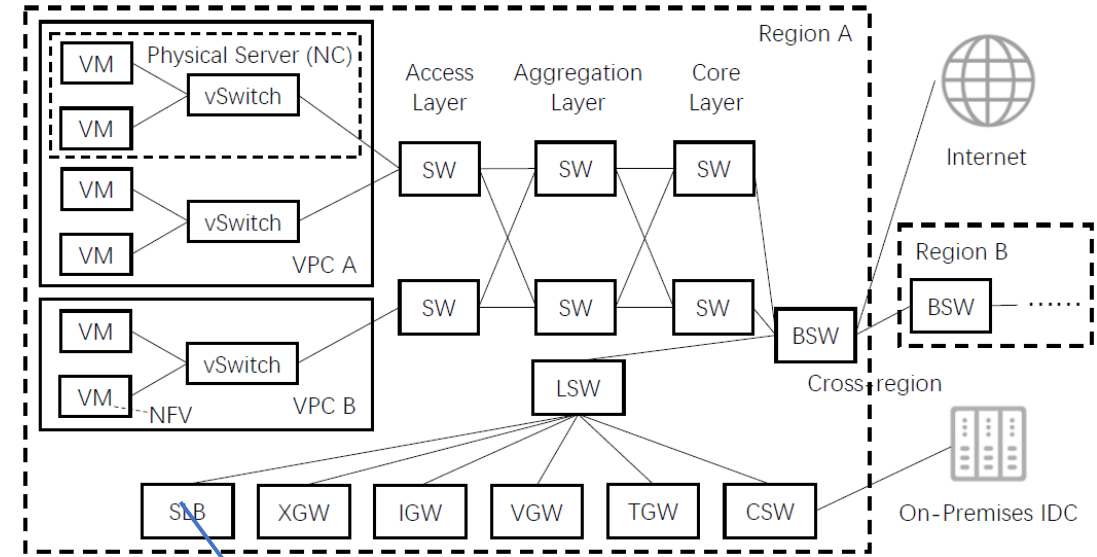 Region A
VM
Physical Server (NC)
vSwitch
VM
Access
Layer
Aggregation
Layer
Core
Layer
Internet
VM
vSwitch
VM
VPC A
SW
SW
SW
VM
vSwitch
VM
NFV
VPC B
SW
SW
SW
BSW
Region B
BSW
......
Cross-region
LSW
SLB
XGW
IGW
VGW
TGW
CSW
On-Premises IDC